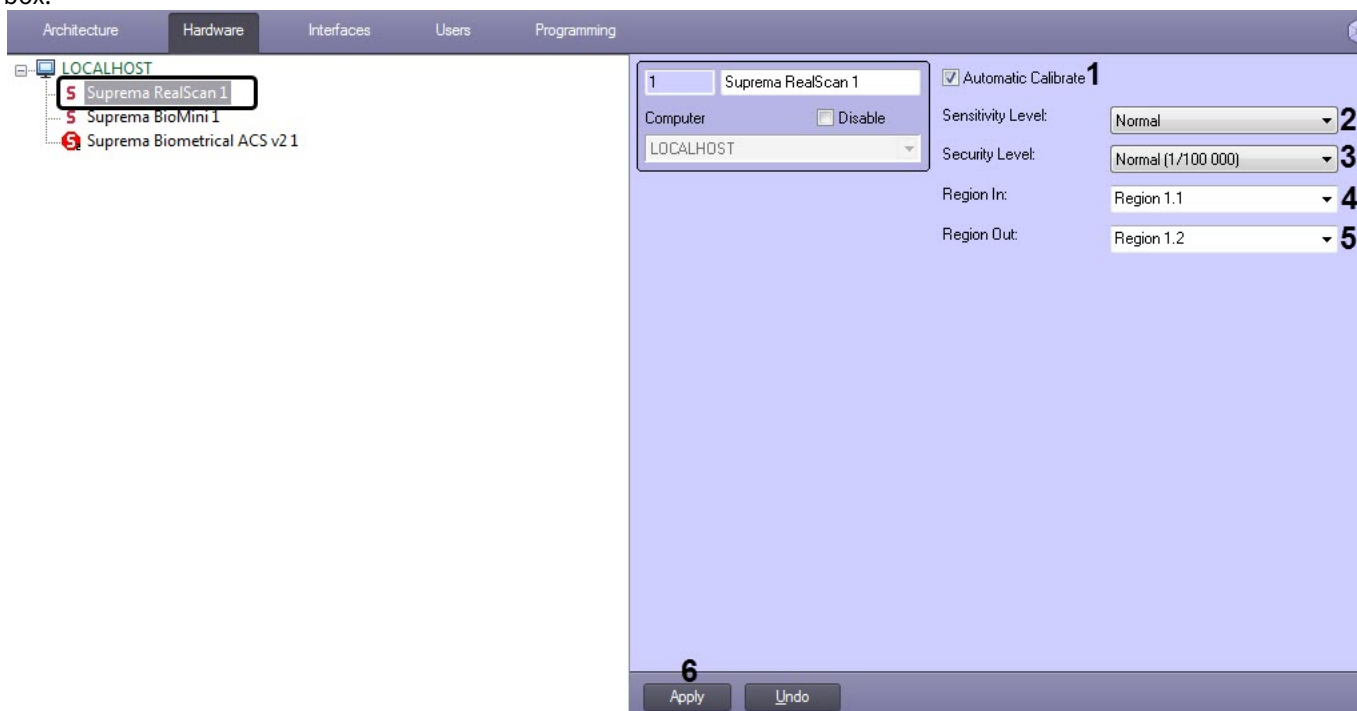 box.
Architecture Hardware Interfaces Users Programming
LOCALHOST
Suprema RealScan 1
Suprema BioMini 1
Suprema Biometrical ACS v2 1
1 Suprema RealScan 1
Computer Disable
LOCALHOST
Automatic Calibrate 1
Sensitivity Level: Normal 2
Security Level: Normal (1/100 000) 3
Region In: Region 1.1 4
Region Out: Region 1.2 5
6
Apply Undo